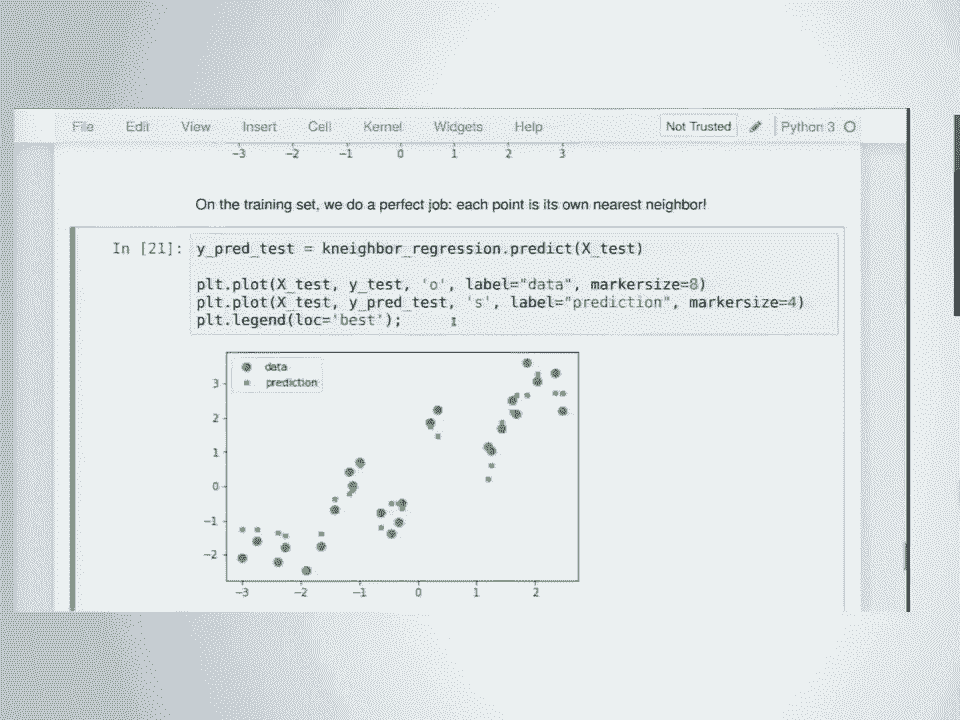 File Edit View Insert Cell Kernel Widgets Help Not Trusted Python 3
−3 −2 −1 0 1 2 3
On the training set, we do a perfect job: each point is its own nearest neighbor!
In [21]: y_pred_test = kneighbor_regression.predict(X_test)
plt.plot(X_test, y_test, 'o', label="data", markersize=8)
plt.plot(X_test, y_pred_test, 's', label="prediction", markersize=4)
plt.legend(loc='best');
data
prediction
3
2
1
0
−1
−2
−3 −2 −1 0 1 2